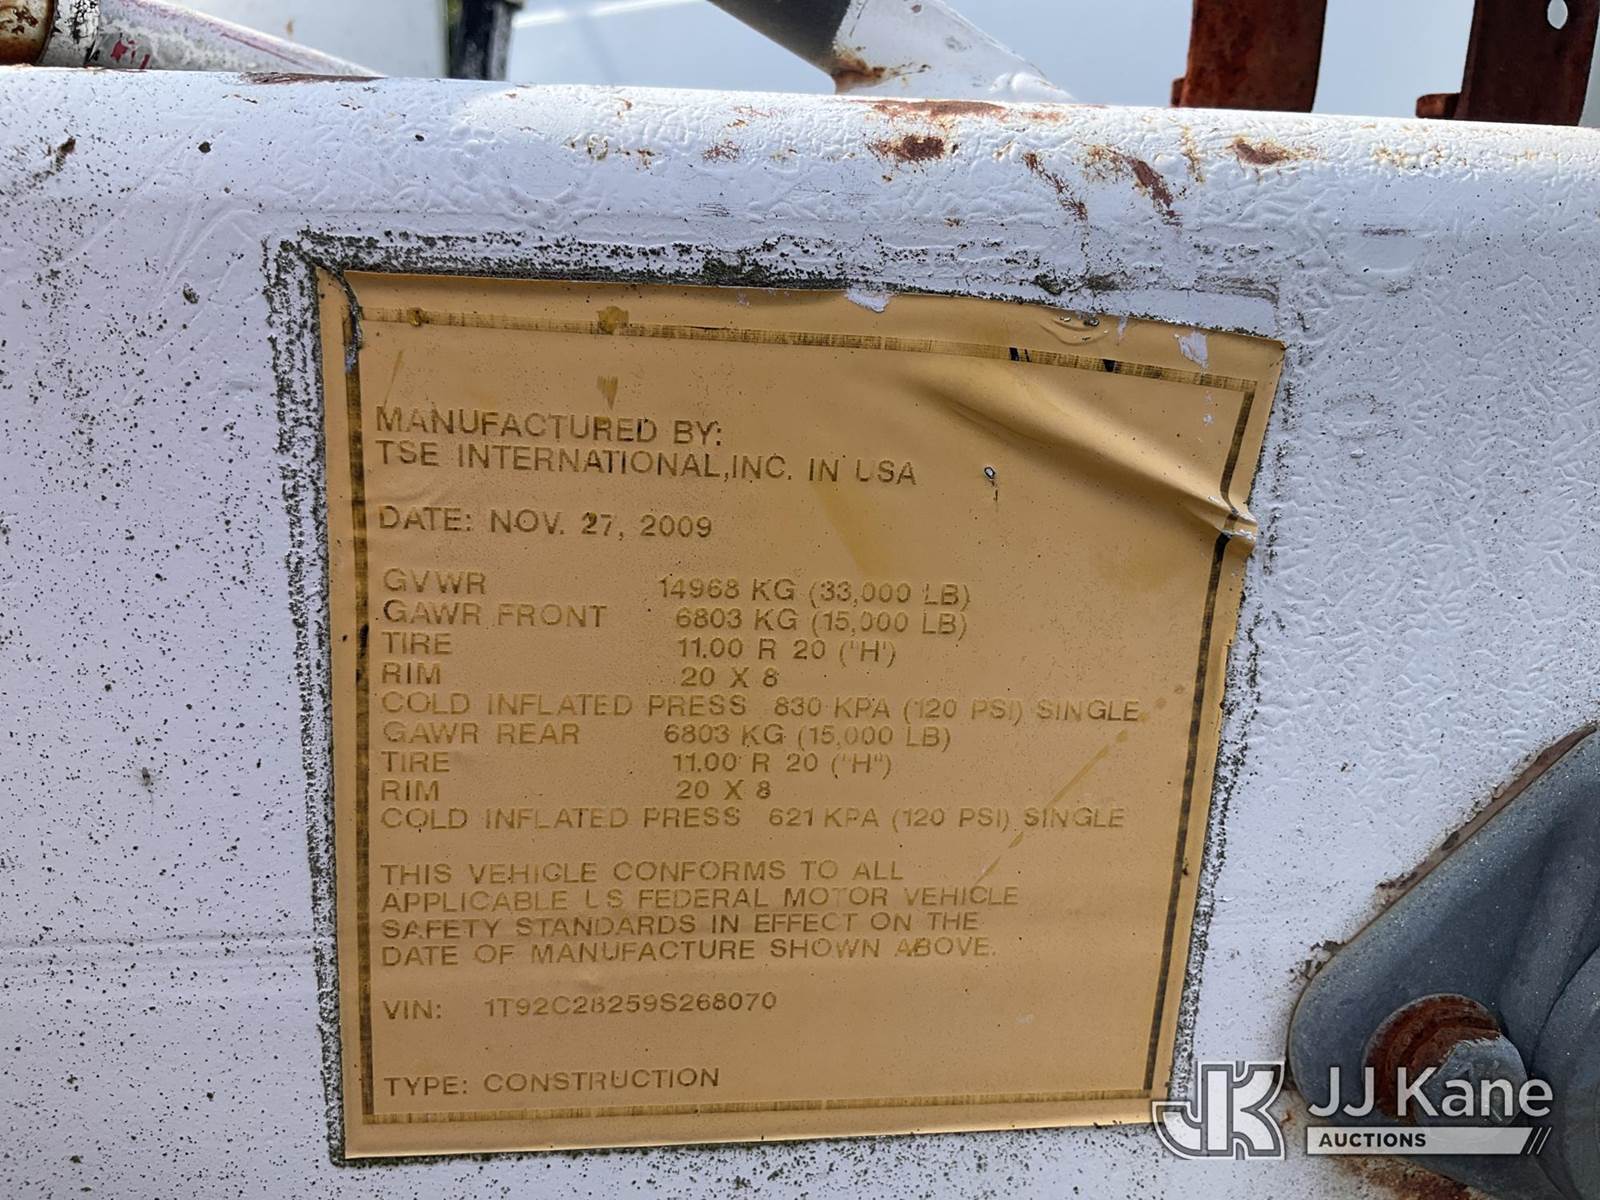 MANUFACTURED BY:
TSE INTERNATIONAL,INC. IN USA
DATE: NOV. 27, 2009
GVWR 14968 KG (33,000 LB)
GAWR FRONT 6803 KG (15,000 LB)
TIRE 11.00 R 20 ("H")
RIM 20 X 8
COLD INFLATED PRESS 830 KPA (120 PSI) SINGLE
GAWR REAR 6803 KG (15,000 LB)
TIRE 11.00 R 20 ("H")
RIM 20 X 8
COLD INFLATED PRESS 621 KPA (120 PSI) SINGLE
THIS VEHICLE CONFORMS TO ALL
APPLICABLE US FEDERAL MOTOR VEHICLE
SAFETY STANDARDS IN EFFECT ON THE
DATE OF MANUFACTURE SHOWN ABOVE.
VIN: 1T92C28259S268070
TYPE: CONSTRUCTION
JK JJ Kane
AUCTIONS